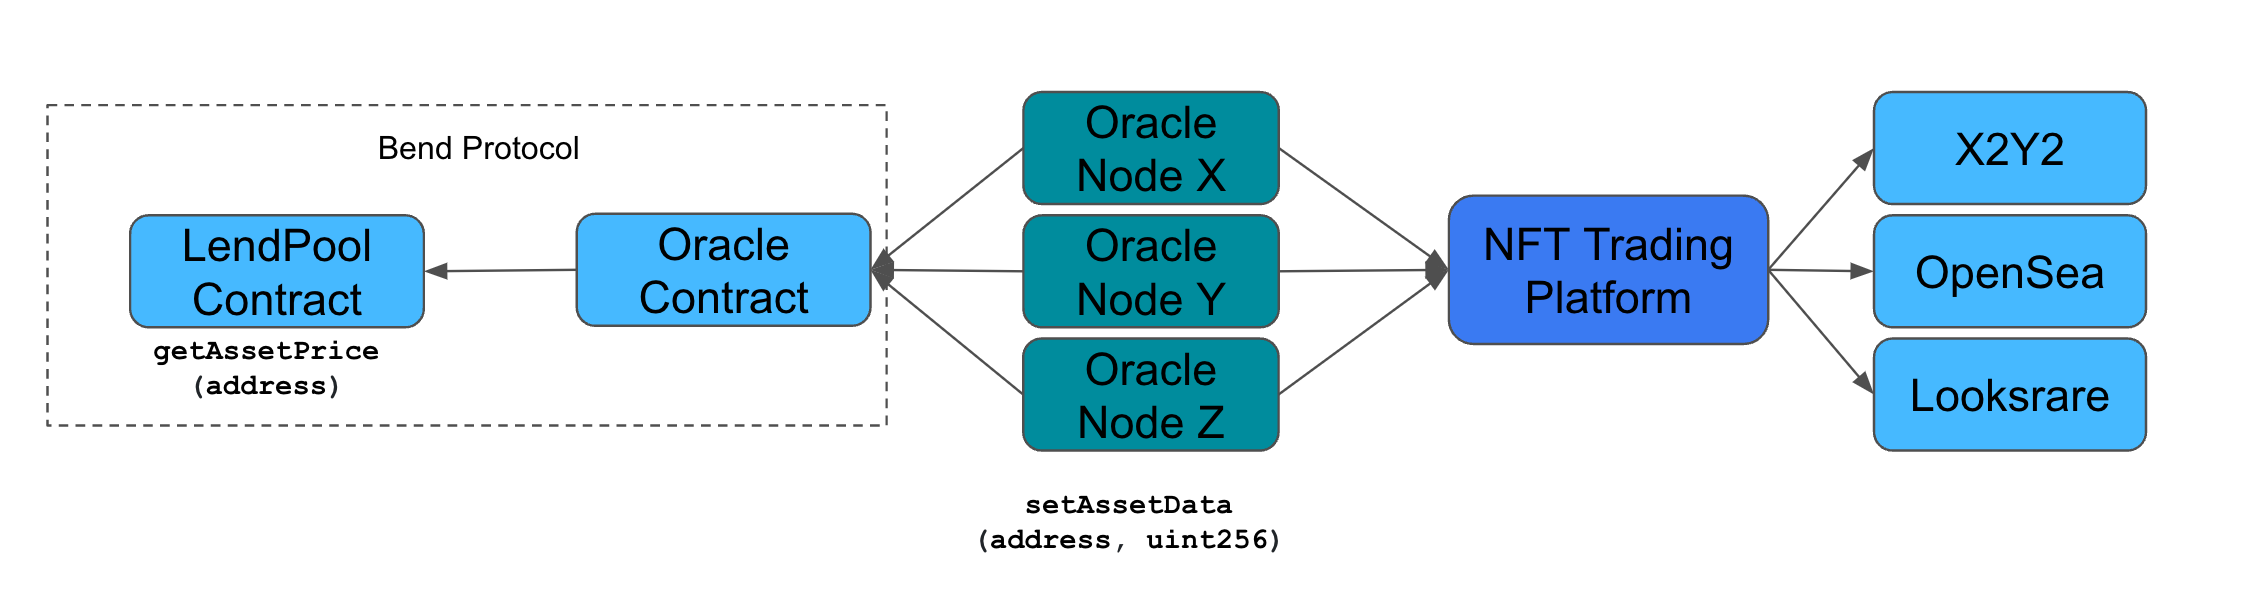 Bend Protocol
LendPool
Contract
getAssetPrice
(address)
Oracle
Contract
Oracle
Node X
Oracle
Node Y
Oracle
Node Z
setAssetData
(address, uint256)
NFT Trading
Platform
X2Y2
OpenSea
Looksrare